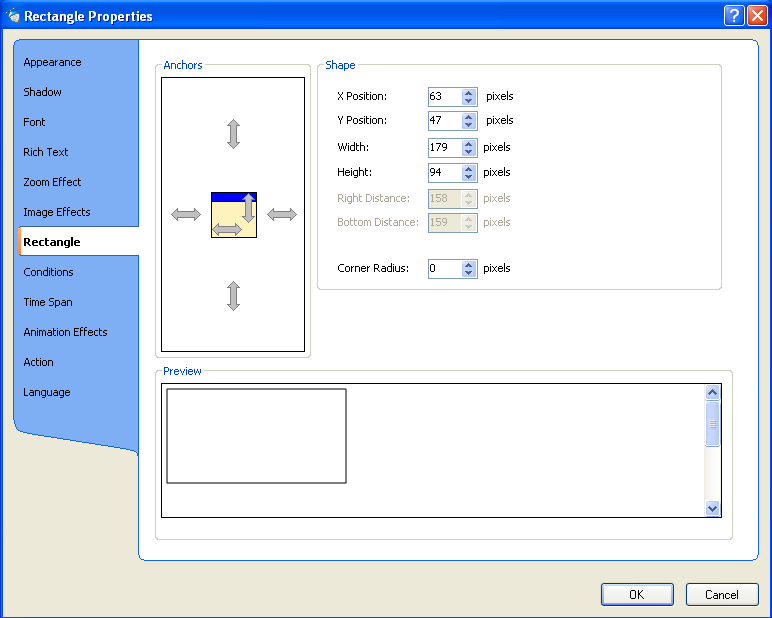 Rectangle Properties
Appearance
Shadow
Font
Rich Text
Zoom Effect
Image Effects
Rectangle
Conditions
Time Span
Animation Effects
Action
Language
Anchors
Shape
X Position: 63 pixels
Y Position: 47 pixels
Width: 179 pixels
Height: 94 pixels
Right Distance: 158 pixels
Bottom Distance: 159 pixels
Corner Radius: 0 pixels
Preview
OK Cancel